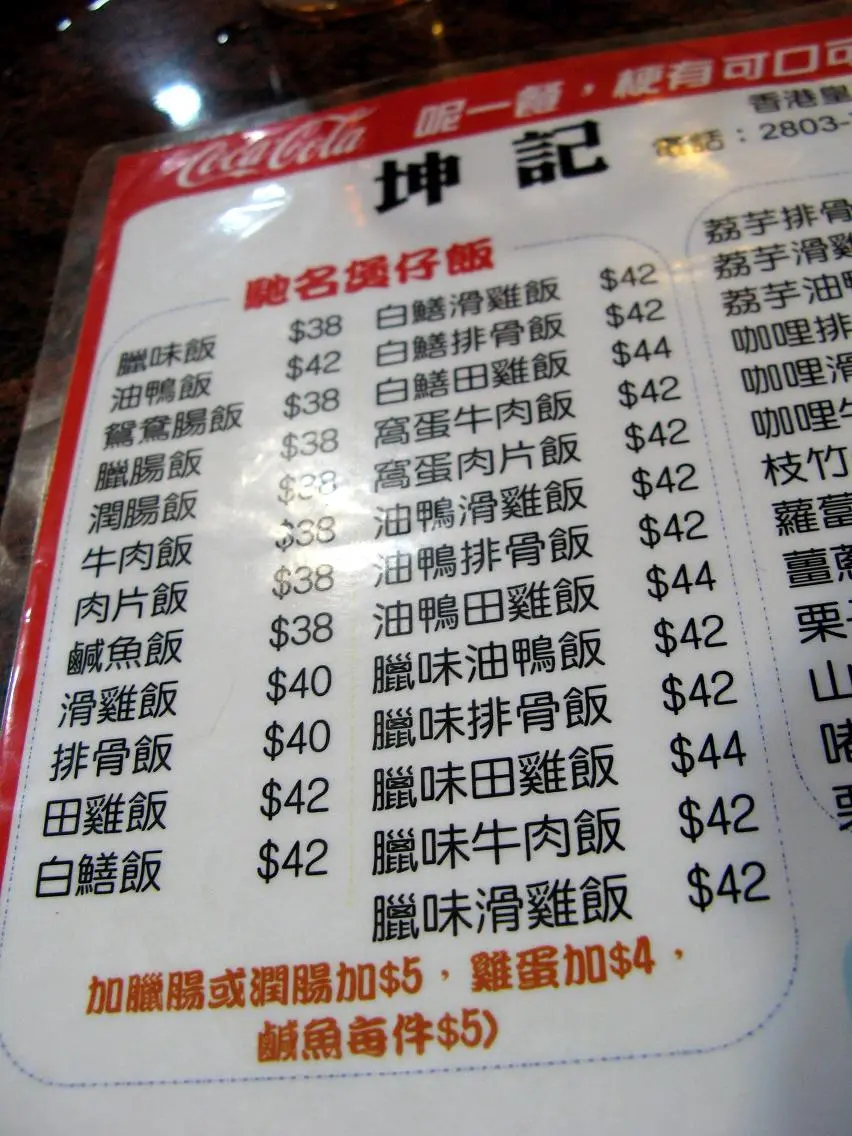 Coca-Cola 呢一餐，梗有可口可
坤記
香港皇
電話：2803-
馳名煲仔飯
臘味飯 $38
油鴨飯 $42
鴛鴦腸飯 $38
臘腸飯 $38
潤腸飯 $38
牛肉飯 $38
肉片飯 $38
鹹魚飯 $38
滑雞飯 $40
排骨飯 $40
田雞飯 $42
白鱔飯 $42
白鱔滑雞飯 $42
白鱔排骨飯 $42
白鱔田雞飯 $44
窩蛋牛肉飯 $42
窩蛋肉片飯 $42
油鴨滑雞飯 $42
油鴨排骨飯 $42
油鴨田雞飯 $44
臘味油鴨飯 $42
臘味排骨飯 $42
臘味田雞飯 $44
臘味牛肉飯 $42
臘味滑雞飯 $42
加臘腸或潤腸加$5，雞蛋加$4，
鹹魚每件$5)
荔芋排骨
荔芋滑雞
荔芋油鴨
咖哩排
咖哩滑
咖哩牛
枝竹
蘿蔔
薑蔥
栗子
山
啫
栗